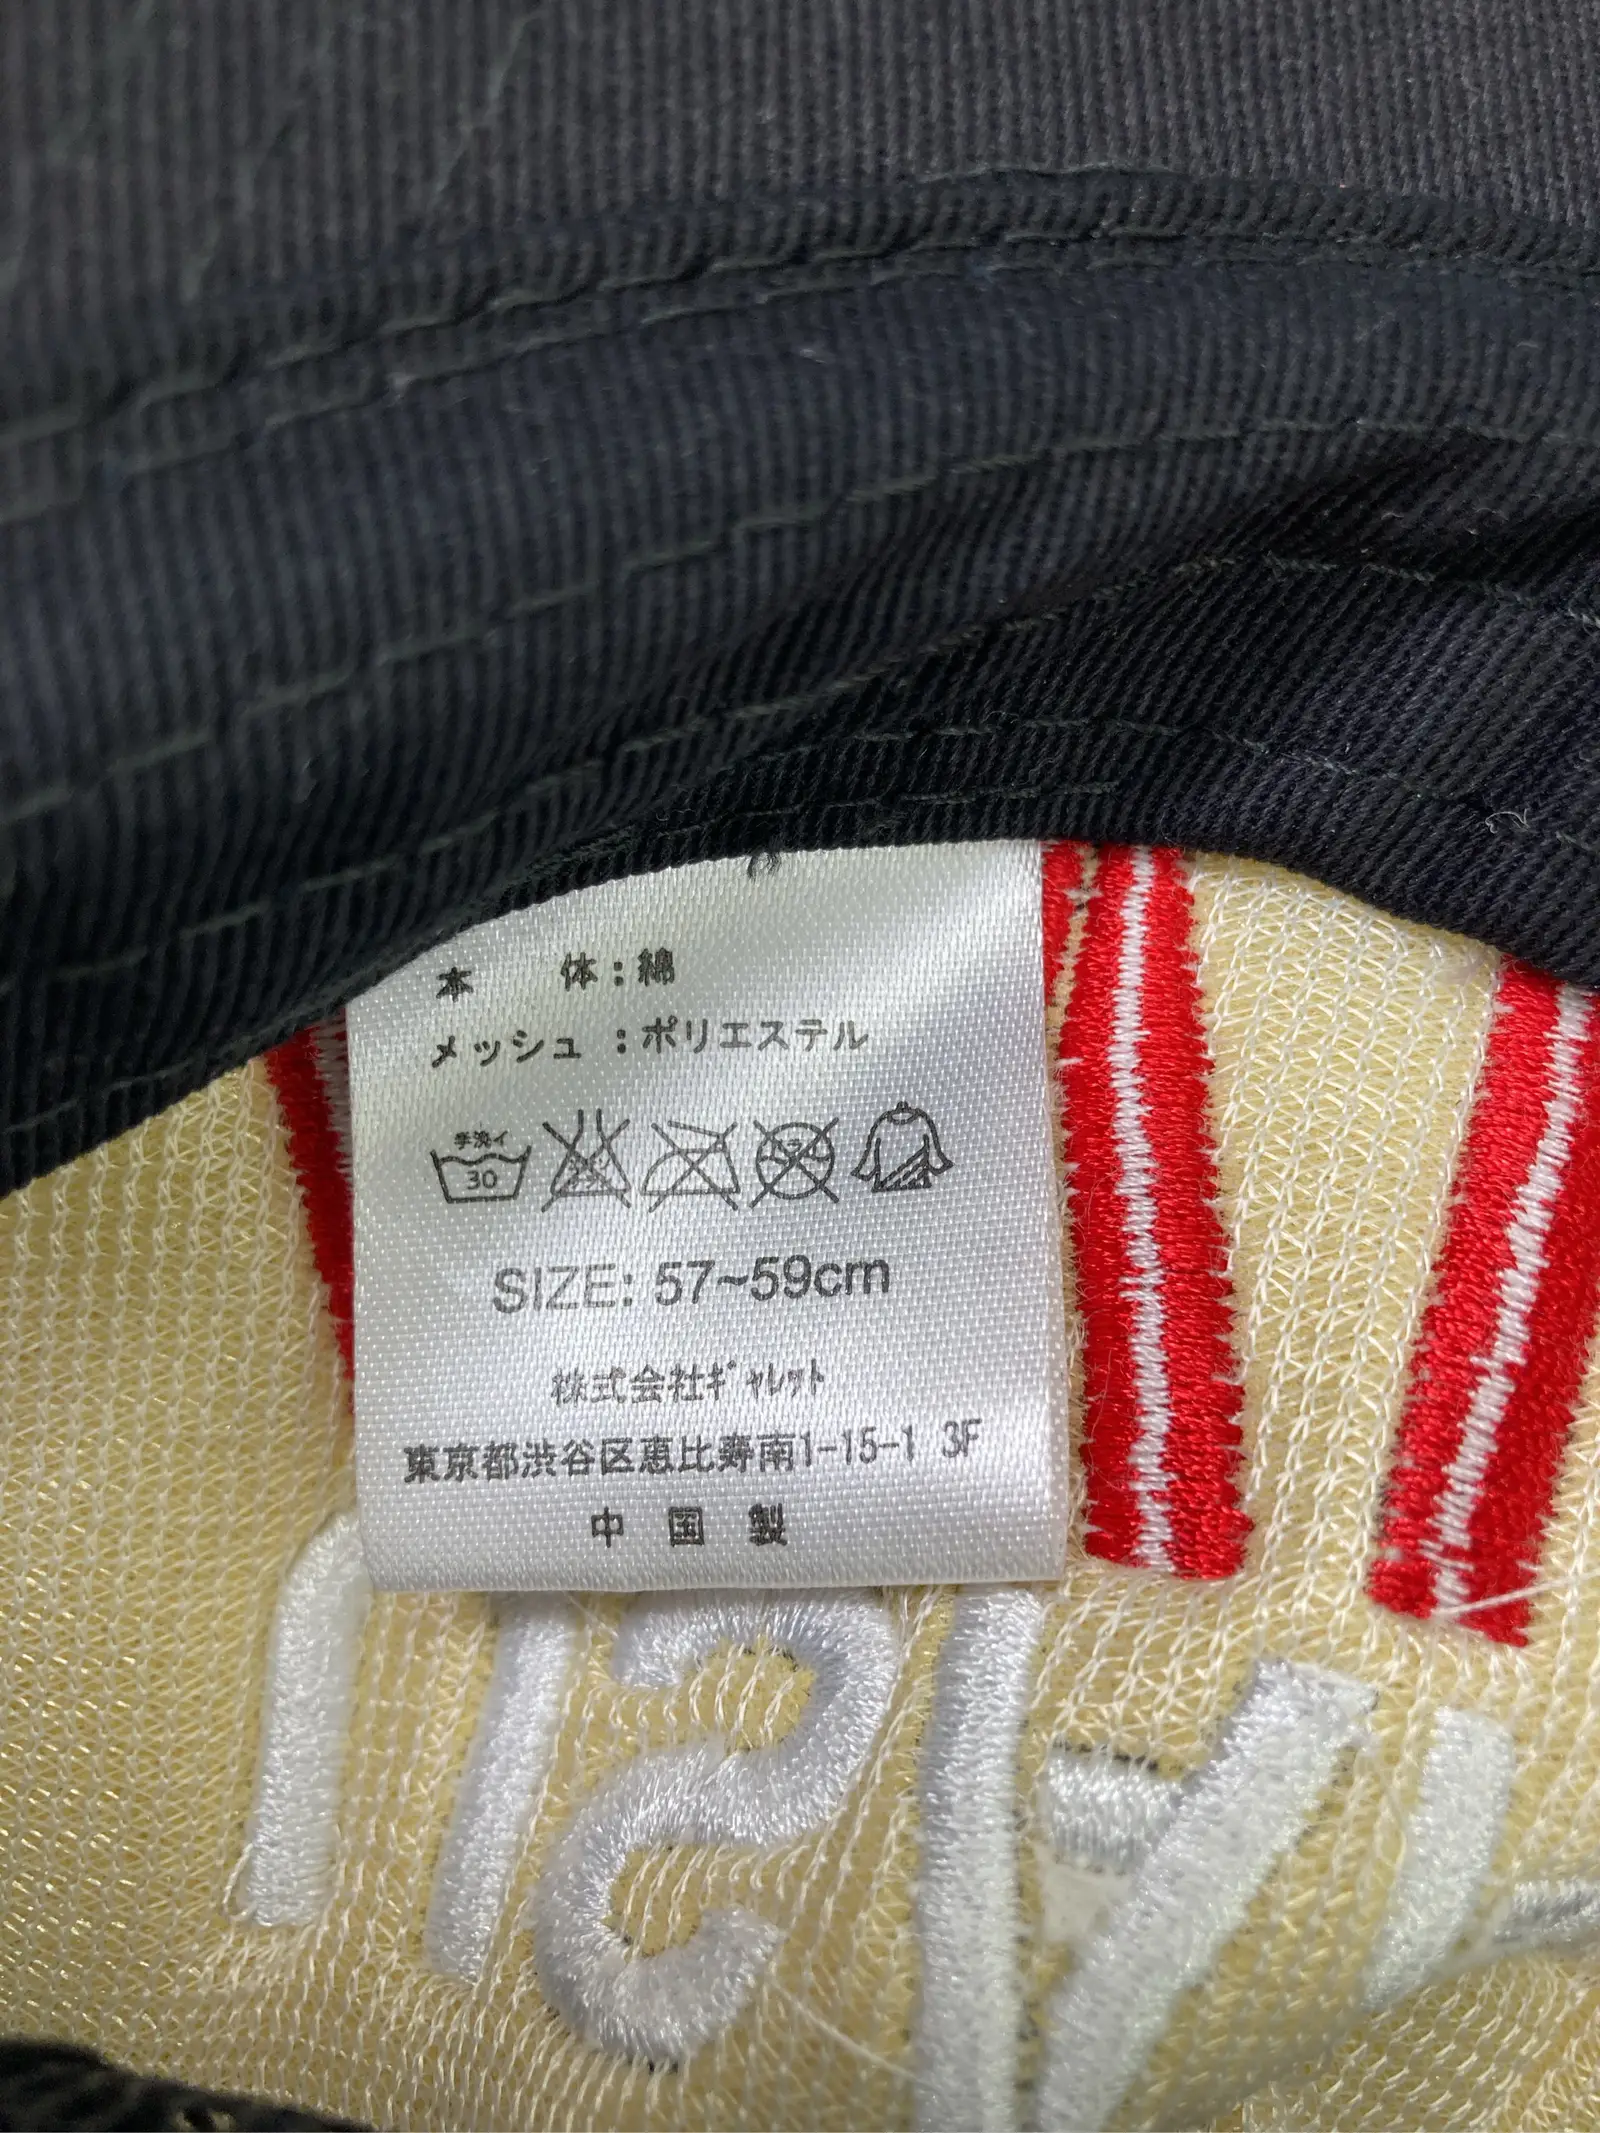 本　体：綿
メッシュ：ポリエステル
手洗イ
30
SIZE: 57~59cm
株式会社ｷﾞｬﾚｯﾄ
東京都渋谷区恵比寿南1-15-1 3F
中国製